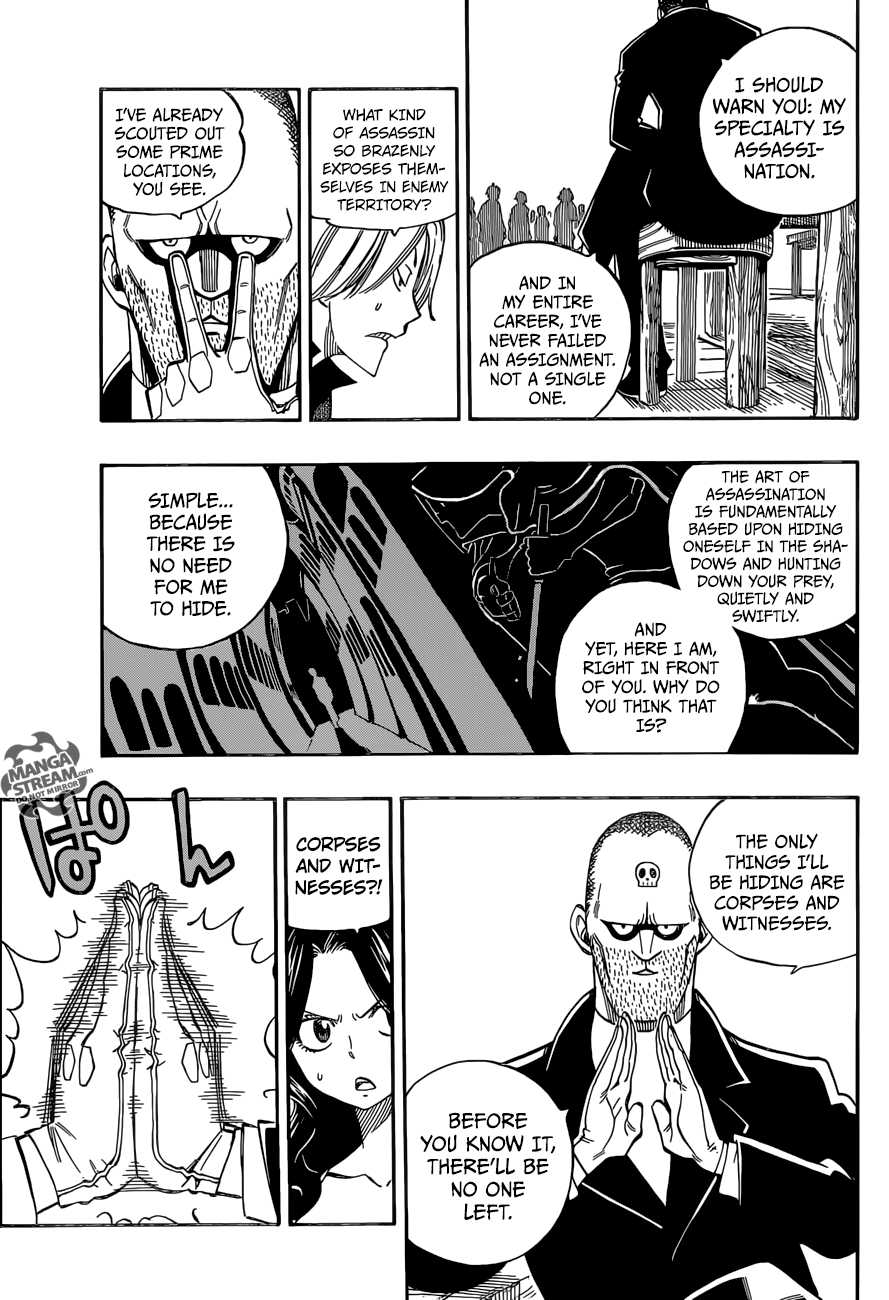 I SHOULD
WARN YOU: MY
SPECIALTY IS
ASSASSI-
NATION.
AND IN
MY ENTIRE
CAREER, I'VE
NEVER FAILED
AN ASSIGNMENT.
NOT A SINGLE
ONE.
WHAT KIND
OF ASSASSIN
SO BRAZENLY
EXPOSES THEM-
SELVES IN ENEMY
TERRITORY?
I'VE ALREADY
SCOUTED OUT
SOME PRIME
LOCATIONS,
YOU SEE.
THE ART OF
ASSASSINATION
IS FUNDAMENTALLY
BASED UPON HIDING
ONESELF IN THE SHA-
DOWS AND HUNTING
DOWN YOUR PREY,
QUIETLY AND
SWIFTLY.
AND
YET, HERE I AM,
RIGHT IN FRONT
OF YOU. WHY DO
YOU THINK THAT
IS?
SIMPLE...
BECAUSE
THERE IS
NO NEED
FOR ME
TO HIDE.
THE ONLY
THINGS I'LL
BE HIDING ARE
CORPSES AND
WITNESSES.
BEFORE
YOU KNOW IT,
THERE'LL BE
NO ONE
LEFT.
CORPSES
AND WIT-
NESSES?!
ぱん
MANGA
STREAM.com
DO NOT MIRROR